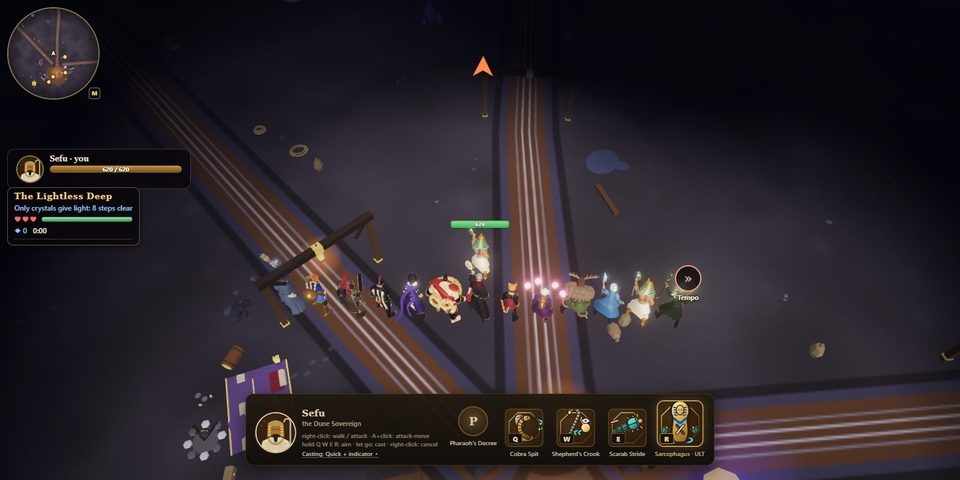 M
Sefu · you
620 / 620
The Lightless Deep
Only crystals give light: 8 steps clear
0 0:00
620
Tempo
Sefu
the Dune Sovereign
right-click: walk / attack · A+click: attack-move
hold Q W E R: aim · let go: cast · right-click: cancel
Casting: Quick + indicator
P
Pharaoh's Decree
Q
Cobra Spit
W
Shepherd's Crook
E
Scarab Stride
R
Sarcophagus · ULT